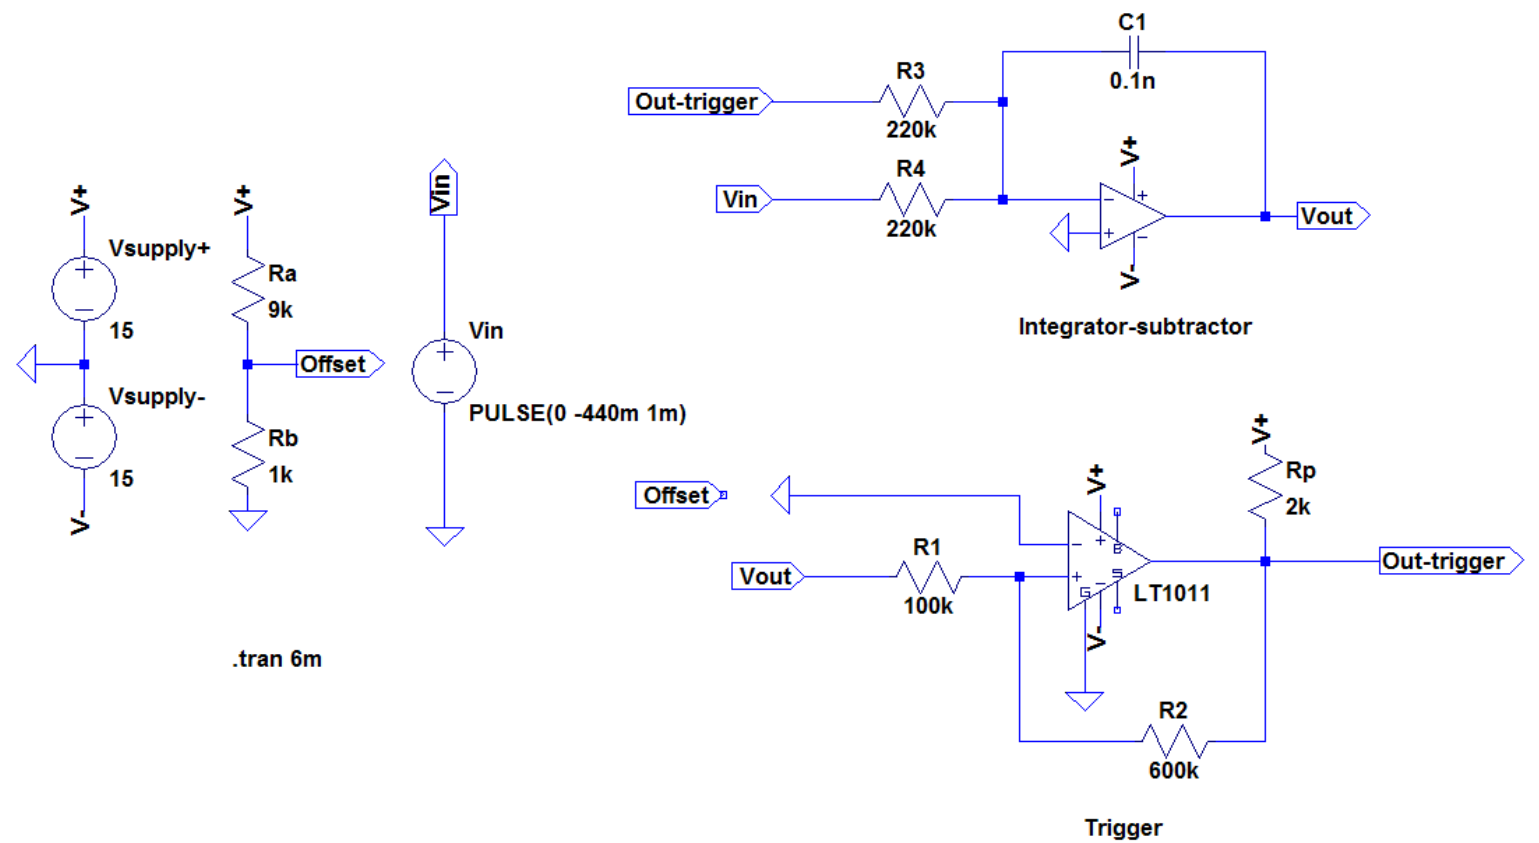 C1
0.1n
Out-trigger
R3
220k
Vin
R4
220k
V+
V-
Vout
Integrator-subtractor
V+
Vsupply+
15
Vsupply-
15
V-
V+
Ra
9k
Offset
Rb
1k
Vin
Vin
PULSE(0 -440m 1m)
Offset
Vout
R1
100k
V+
B
S
G
LT1011
V-
V+
Rp
2k
Out-trigger
R2
600k
Trigger
.tran 6m